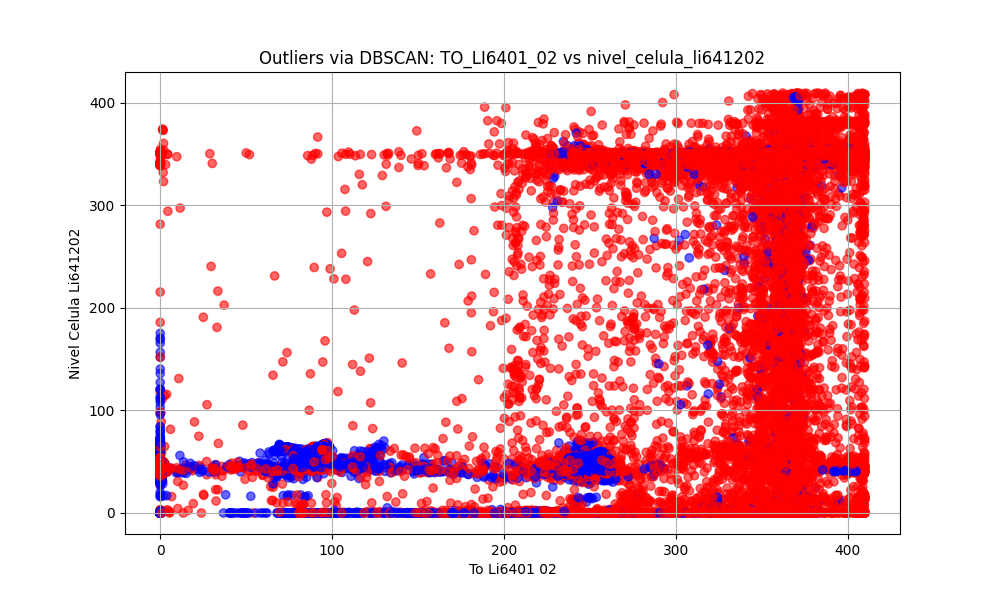 Outliers via DBSCAN: TO_LI6401_02 vs nivel_celula_li641202
400
300
200
100
0
Nivel Celula Li641202
0 100 200 300 400
To Li6401 02